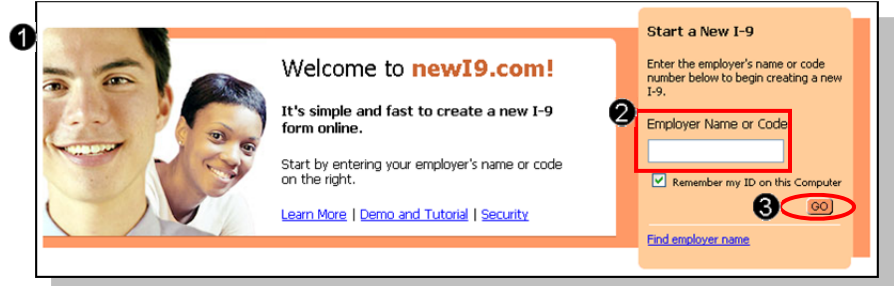 1
Welcome to newI9.com!
It's simple and fast to create a new I-9
form online.
Start by entering your employer's name or code
on the right.
Learn More | Demo and Tutorial | Security
Start a New I-9
Enter the employer's name or code
number below to begin creating a new
I-9.
2
Employer Name or Code
Remember my ID on this Computer
3
GO
Find employer name